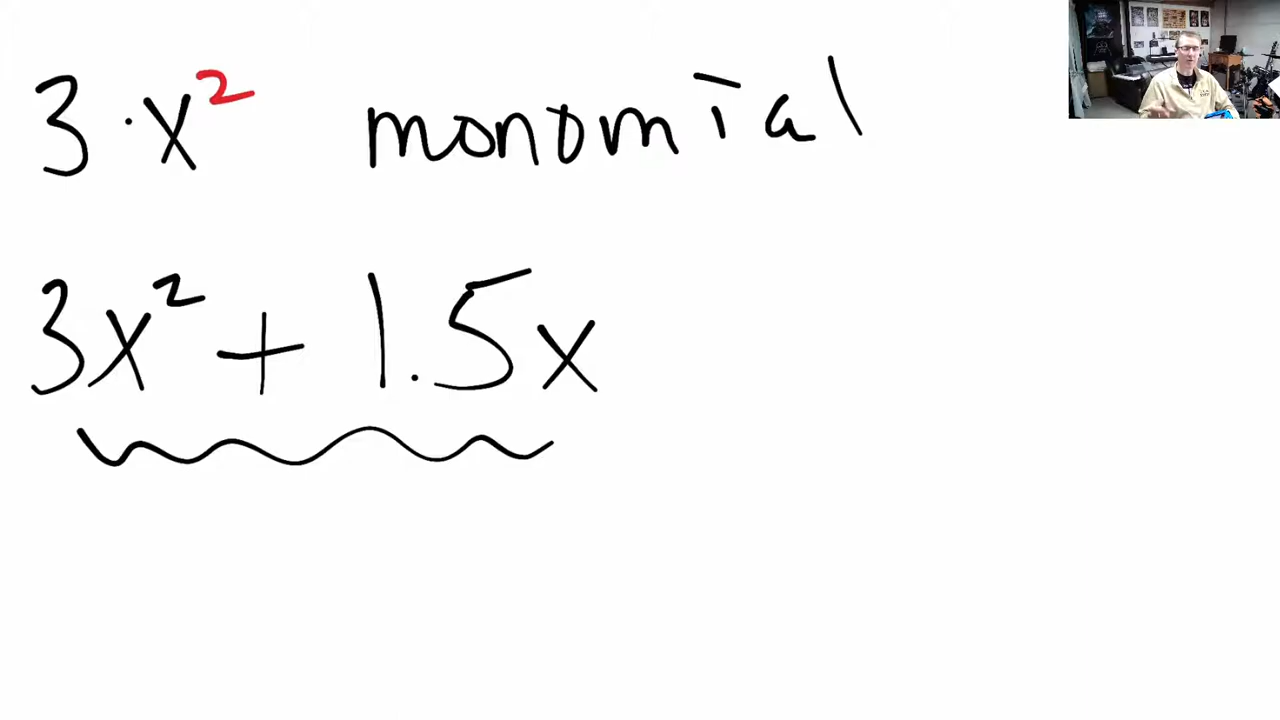 3·x² monomial
3x² + 1.5x